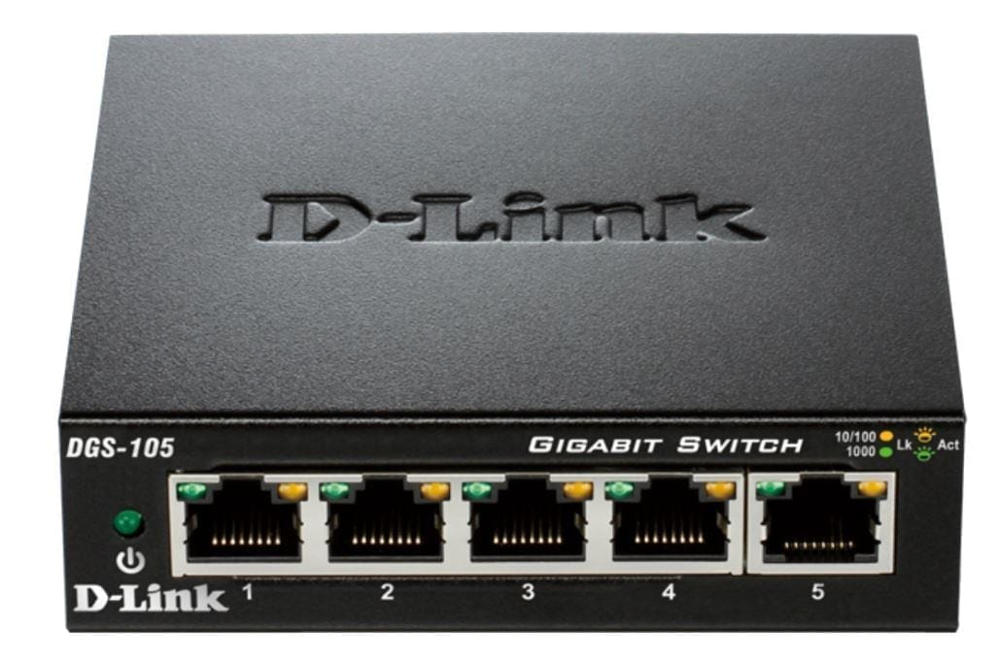 D-Link
DGS-105
GIGABIT SWITCH
10/100 Lk Act
1000
D-Link
1 2 3 4 5